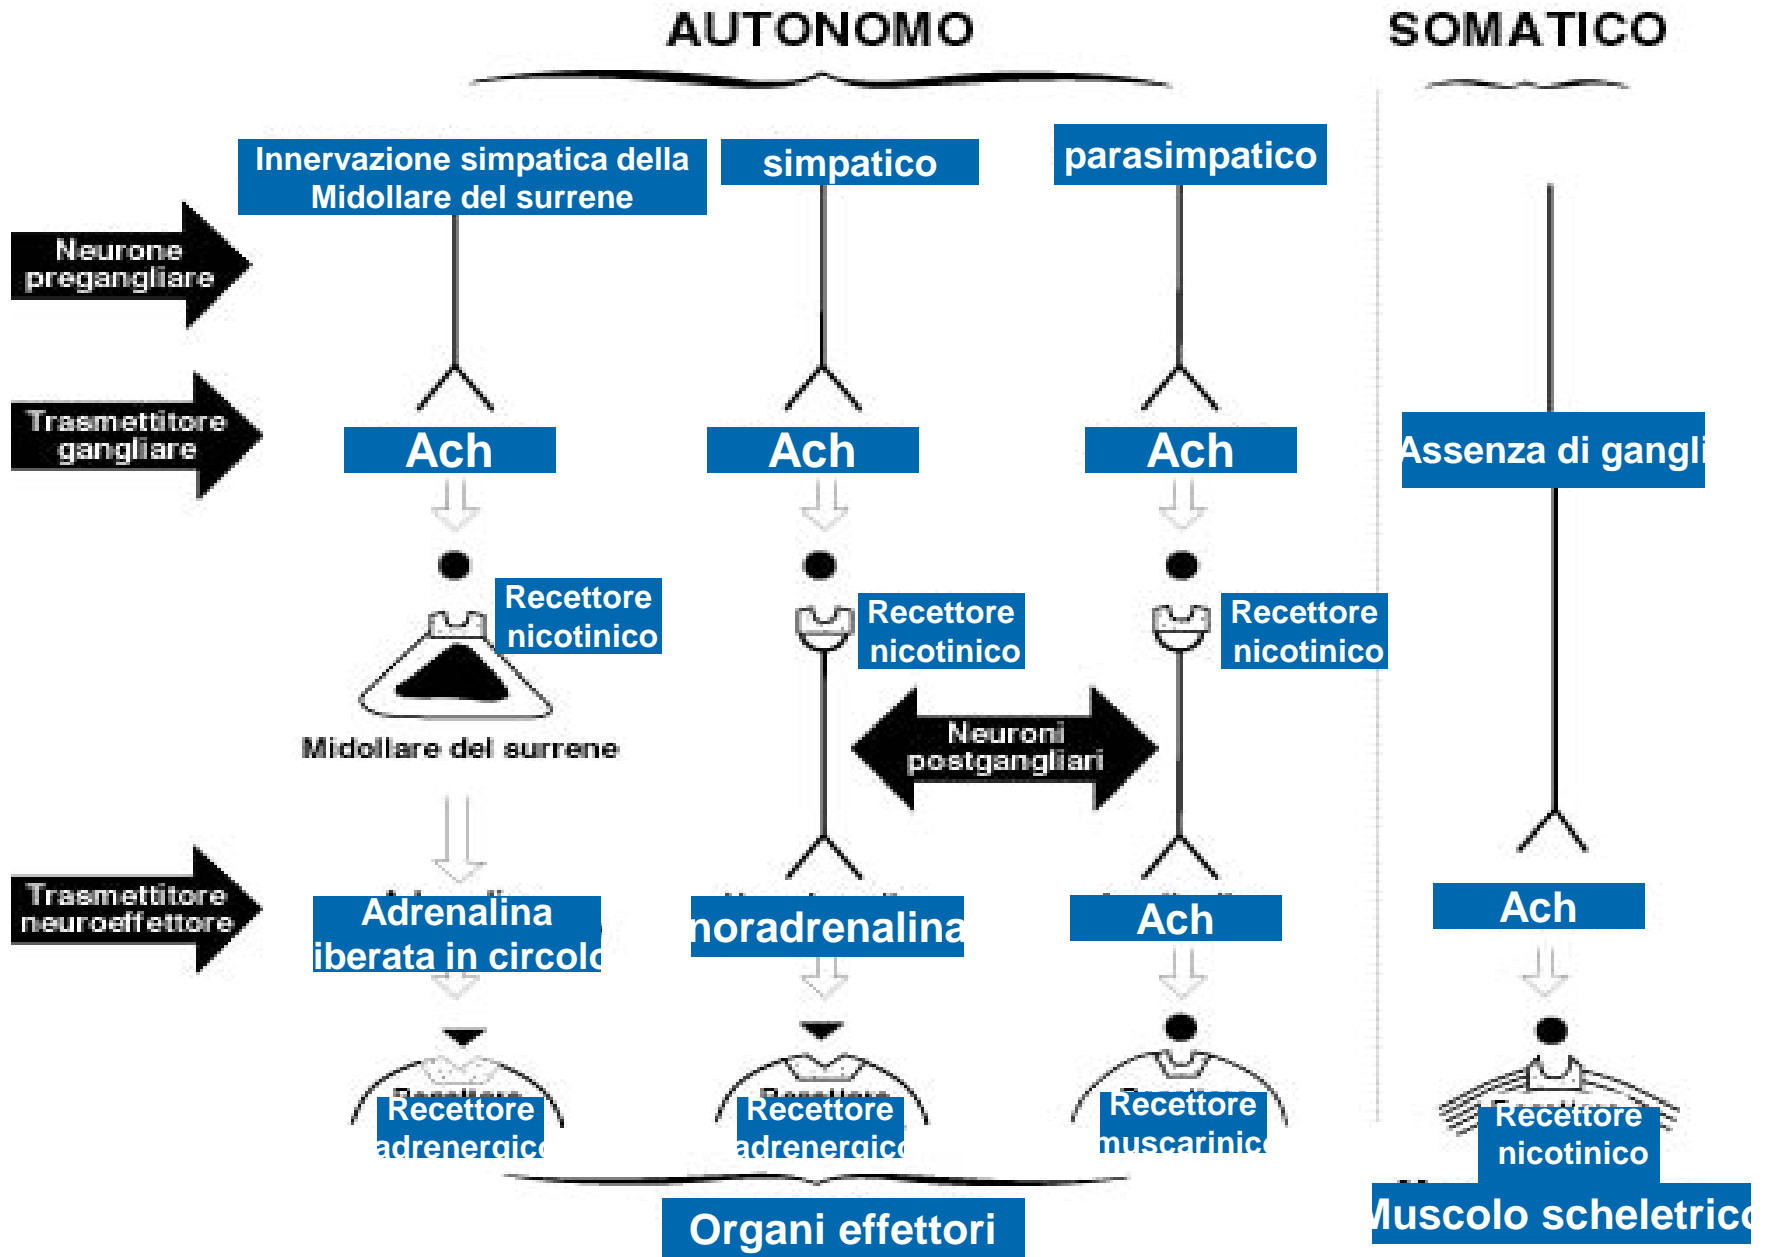 AUTONOMO
SOMATICO
Innervazione simpatica della
Midollare del surrene
simpatico
parasimpatico
Neurone
pregangliare
Trasmettitore
gangliare
Ach
Ach
Ach
Assenza di gangli
Recettore
nicotinico
Recettore
nicotinico
Recettore
nicotinico
Midollare del surrene
Neuroni
postgangliari
Trasmettitore
neuroeffettore
Adrenalina
iberata in circolo
noradrenalina
Ach
Ach
Recettore
adrenergico
Recettore
adrenergico
Recettore
muscarinico
Recettore
nicotinico
Organi effettori
Muscolo scheletrico